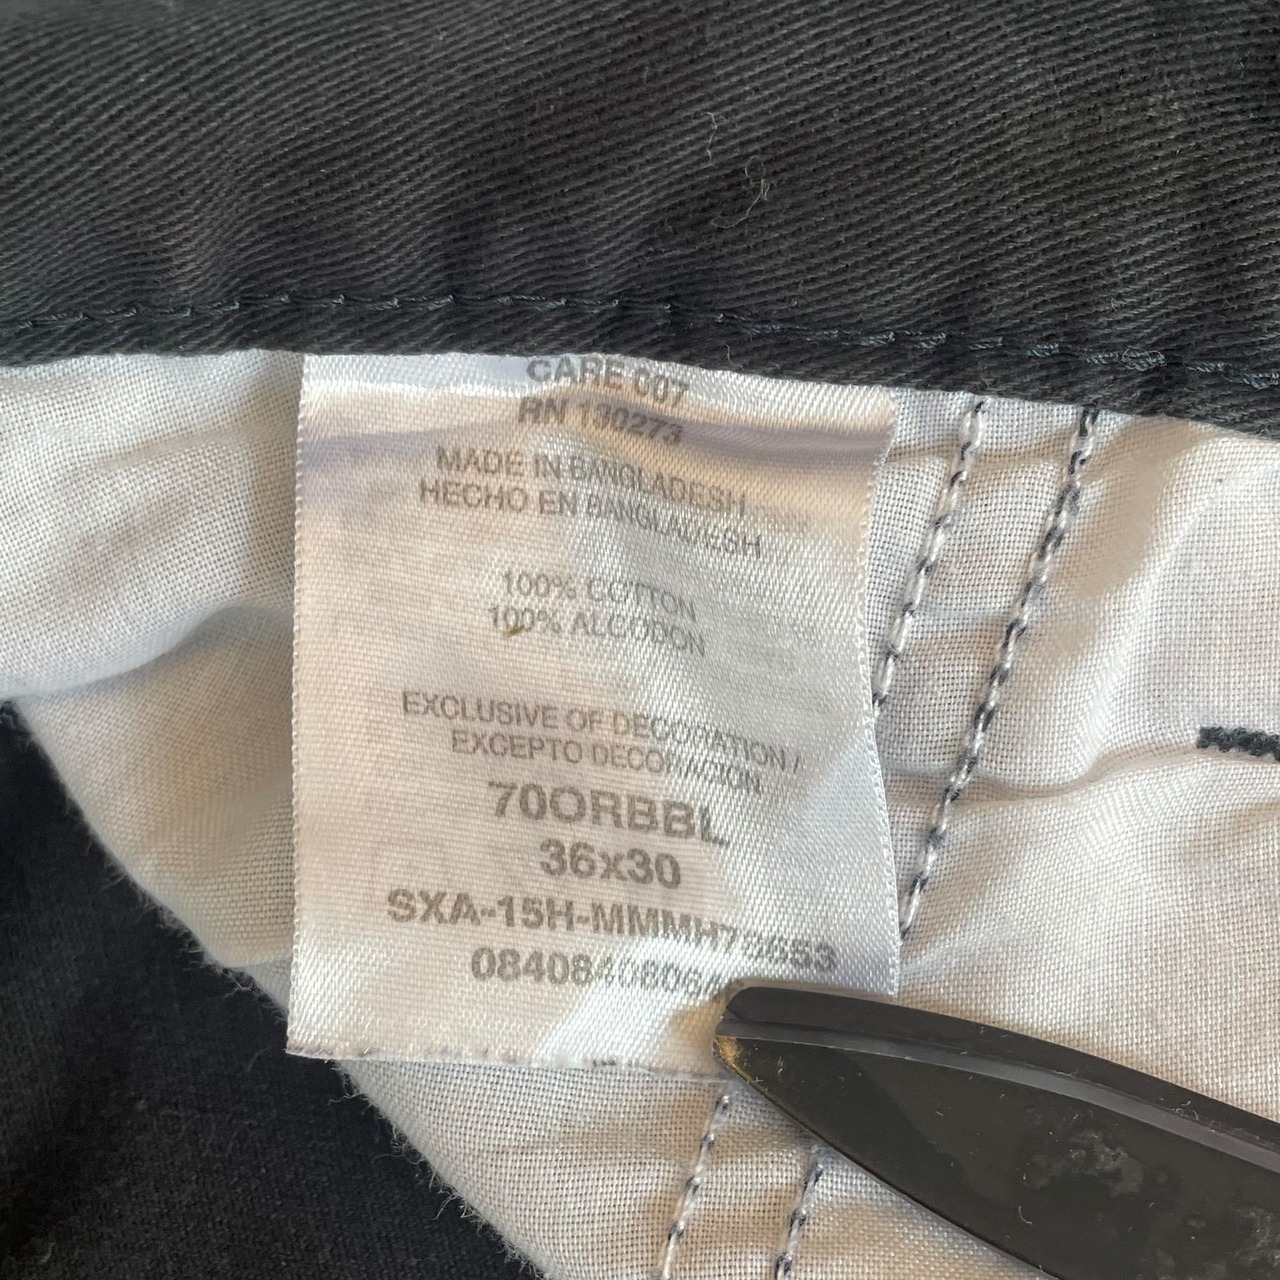 CARE 007
RN 130273
MADE IN BANGLADESH
HECHO EN BANGLADESH
100% COTTON
100% ALGODON
EXCLUSIVE OF DECORATION /
EXCEPTO DECORACION
70ORBBL
36x30